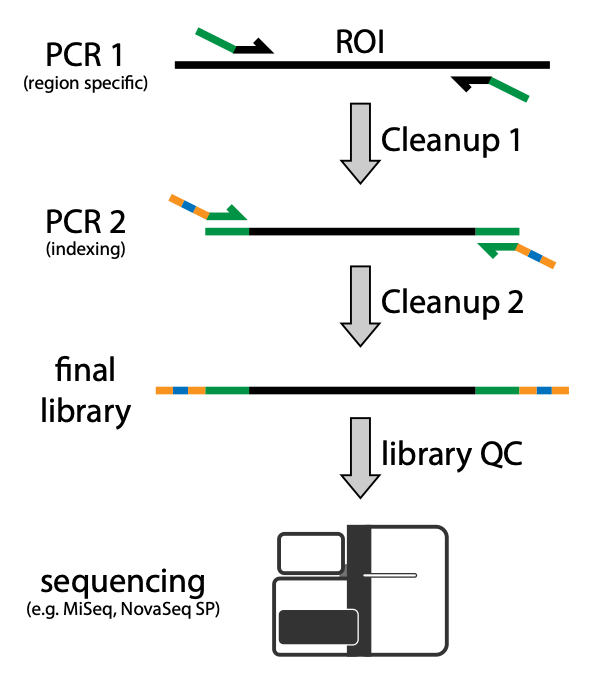 ROI
PCR 1
(region specific)
Cleanup 1
PCR 2
(indexing)
Cleanup 2
final
library
library QC
sequencing
(e.g. MiSeq, NovaSeq SP)